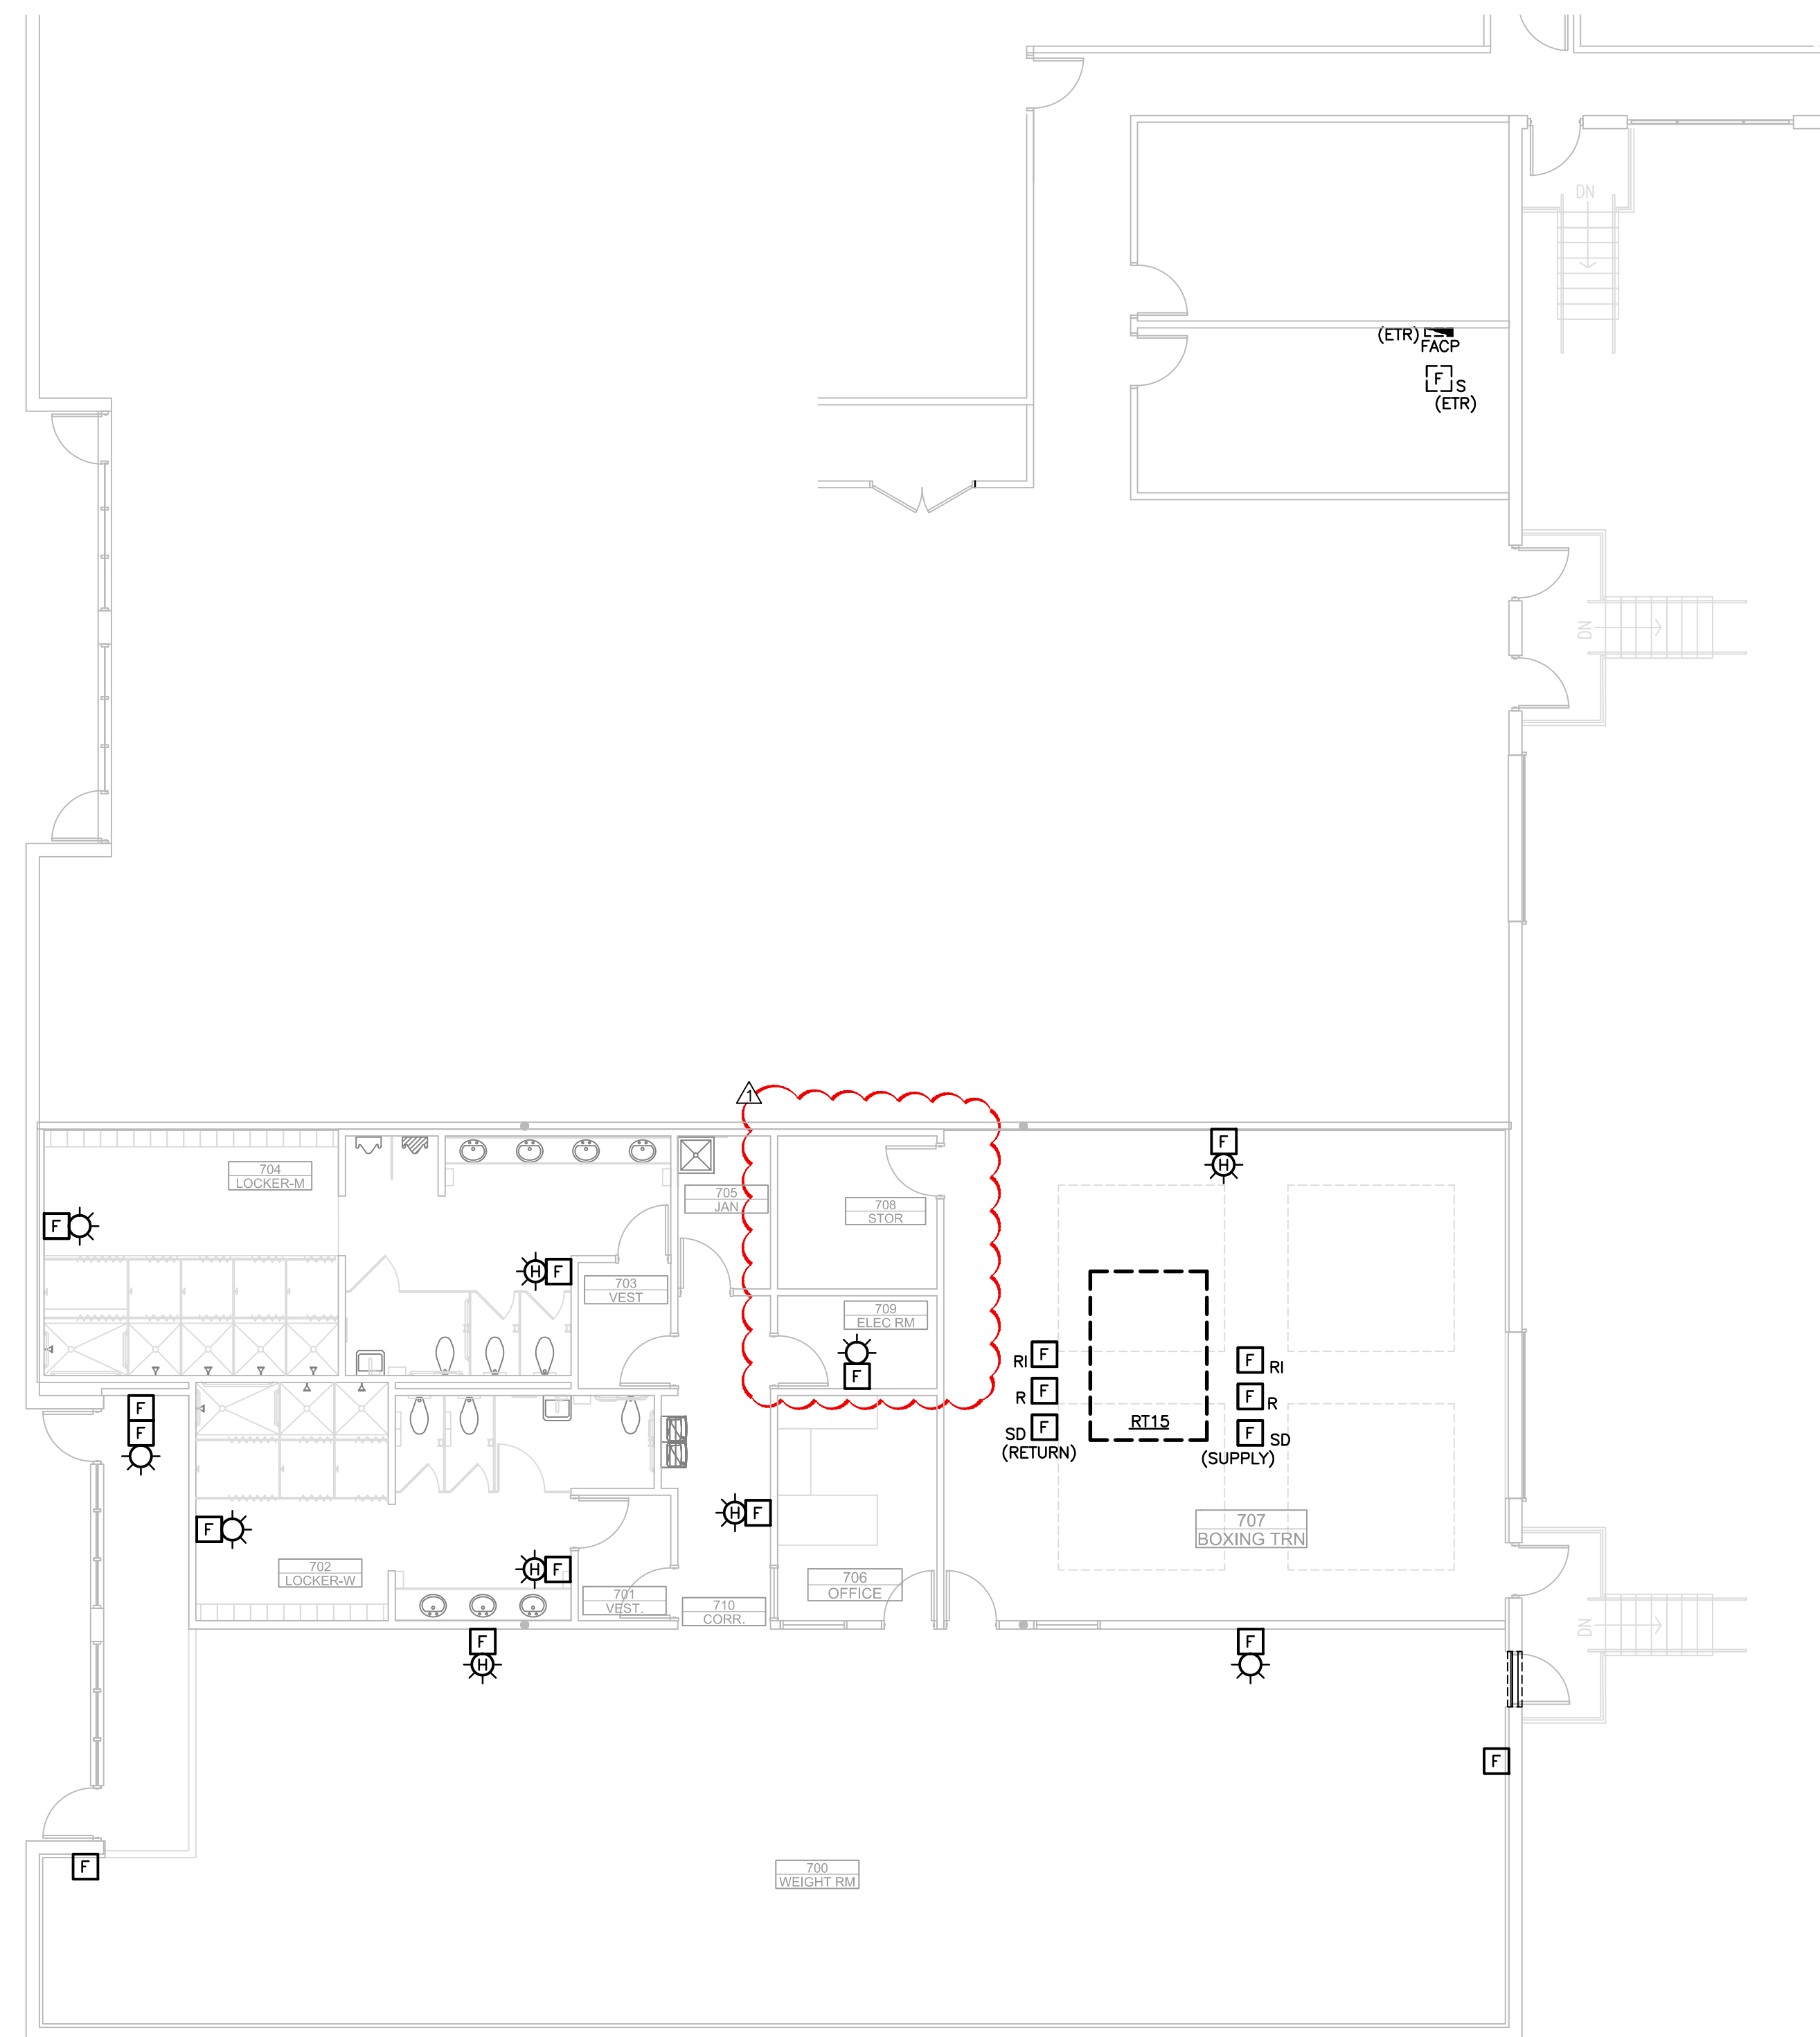 DN
(ETR)
FACP
F S
(ETR)
DN
1
F
H
704
LOCKER-M
705
JAN
708
STOR
F
H F
703
VEST
709
ELEC RM
F
RI F
F RI
R F
F R
SD F
F SD
(RETURN)
(SUPPLY)
RT15
F
F
H F
707
BOXING TRN
F
702
LOCKER-W
H F
701
VEST.
706
OFFICE
710
CORR.
DN
F
H
F
F
F
700
WEIGHT RM